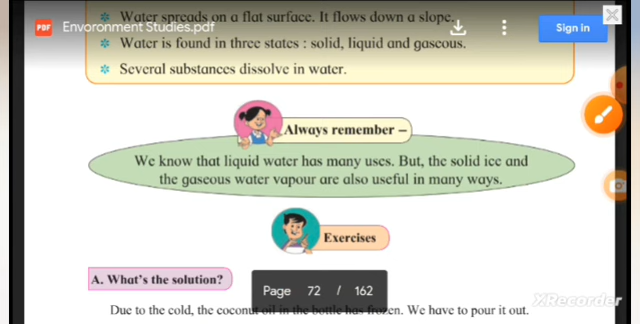 * Water spreads on a flat surface. It flows down a slope.
PDF Envoronment Studies.pdf
Sign in
* Water is found in three states : solid, liquid and gaseous.
* Several substances dissolve in water.
Always remember –
We know that liquid water has many uses. But, the solid ice and
the gaseous water vapour are also useful in many ways.
Exercises
A. What's the solution?
Page 72 / 162
Due to the cold, the coconut oil in the bottle has frozen. We have to pour it out.
XRecorder